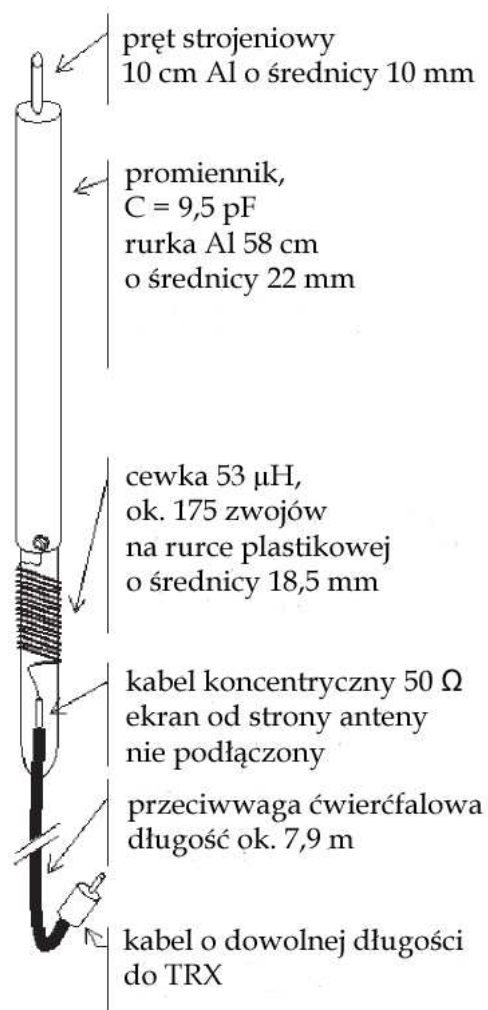 pręt strojeniowy
10 cm Al o średnicy 10 mm
promiennik,
C = 9,5 pF
rurka Al 58 cm
o średnicy 22 mm
cewka 53 μH,
ok. 175 zwojów
na rurce plastikowej
o średnicy 18,5 mm
kabel koncentryczny 50 Ω
ekran od strony anteny
nie podłączony
przeciwwaga ćwierćfalowa
długość ok. 7,9 m
kabel o dowolnej długości
do TRX